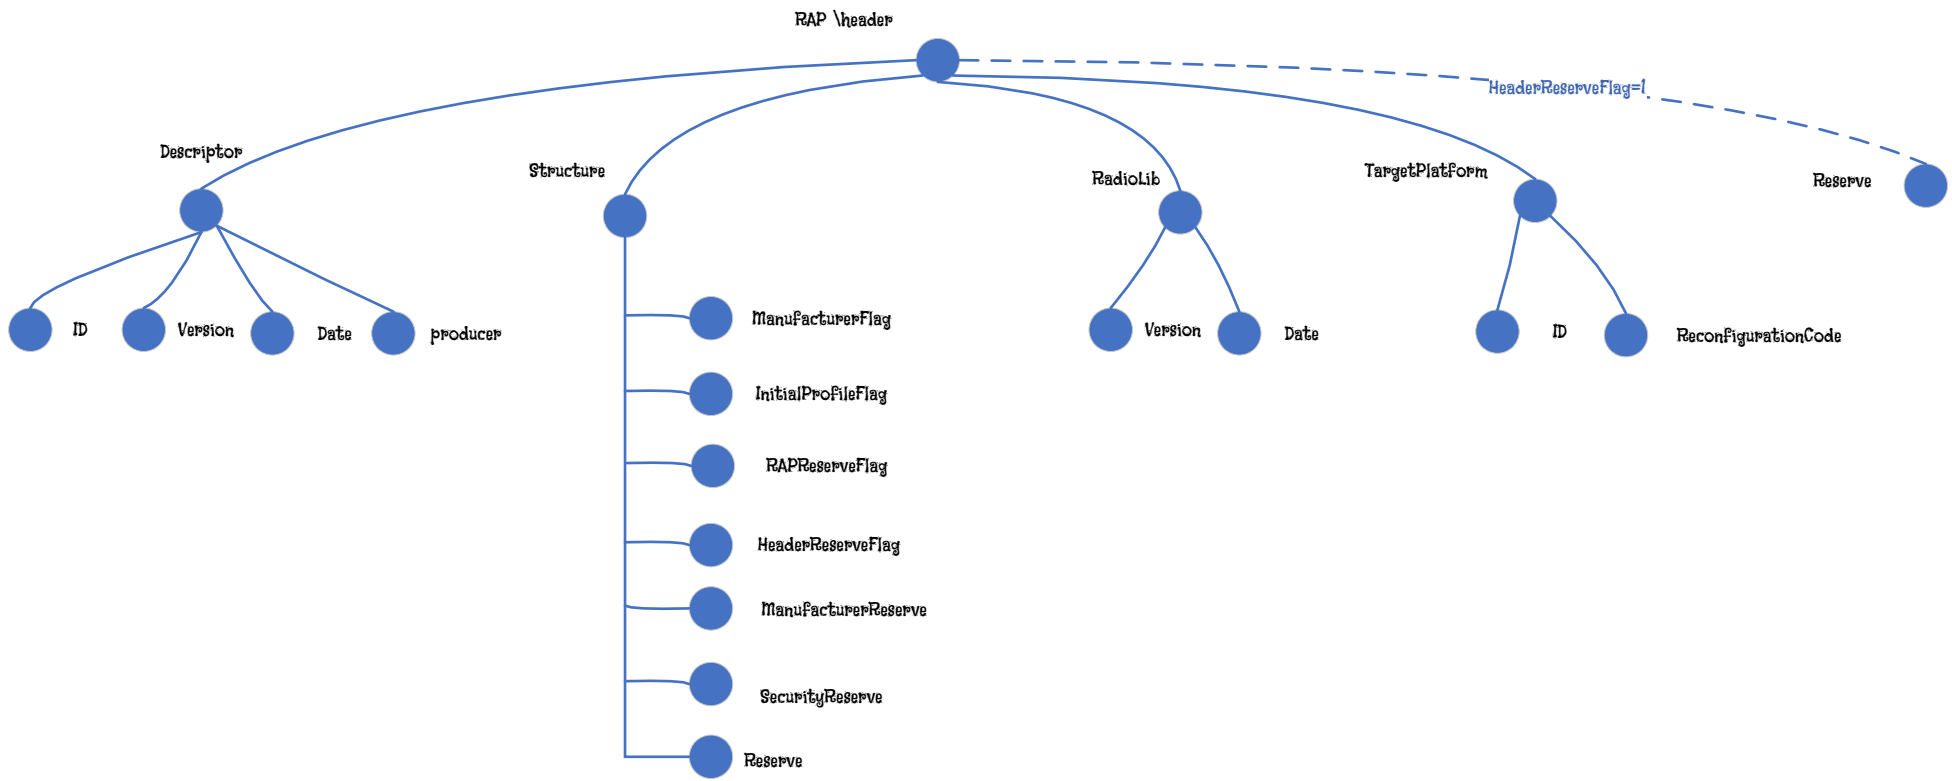 RAP \header
HeaderReserveFlag=1
Descriptor
Structure
RadioLib
TargetPlatform
Reserve
ID
Version
Date
producer
ManufacturerFlag
InitialProfileFlag
RAPReserveFlag
HeaderReserveFlag
ManufacturerReserve
SecurityReserve
Reserve
Version
Date
ID
ReconfigurationCode